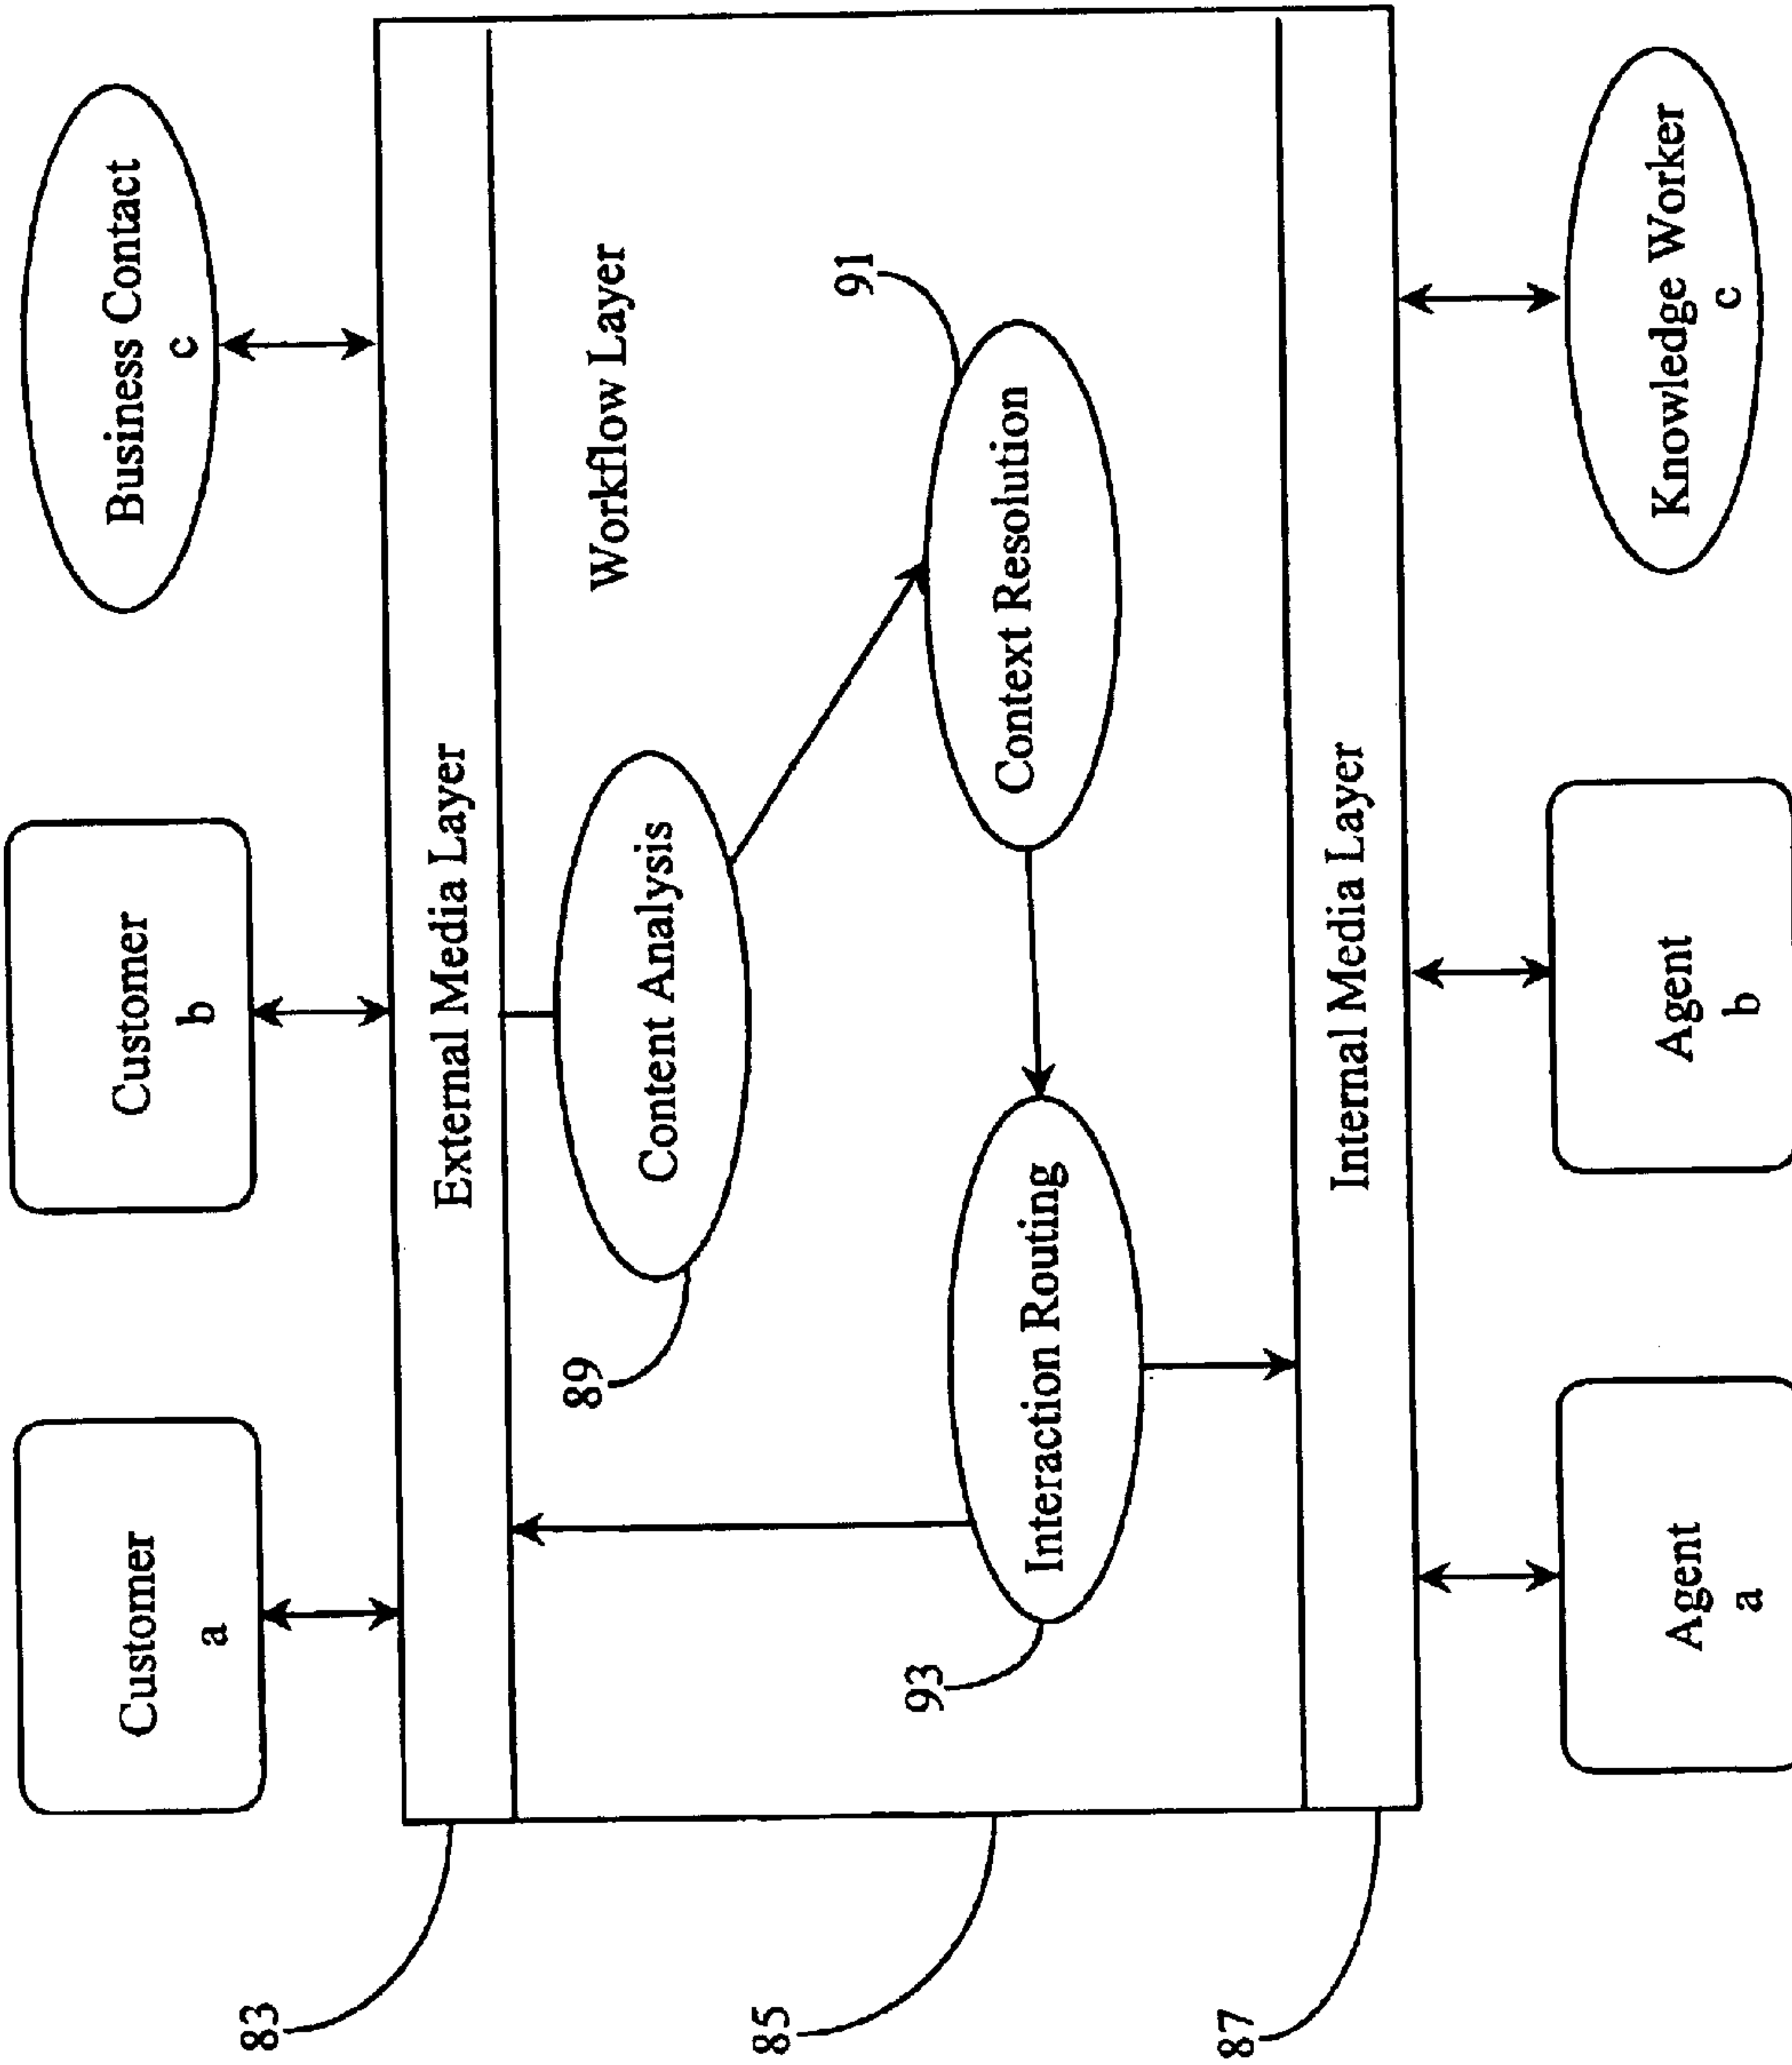 Customer
a
Customer
b
Business Contact
c
83
External Media Layer
Workflow Layer
89
Content Analysis
91
85
93
Interaction Routing
Context Resolution
87
Internal Media Layer
Agent
a
Agent
b
Knowledge Worker
c